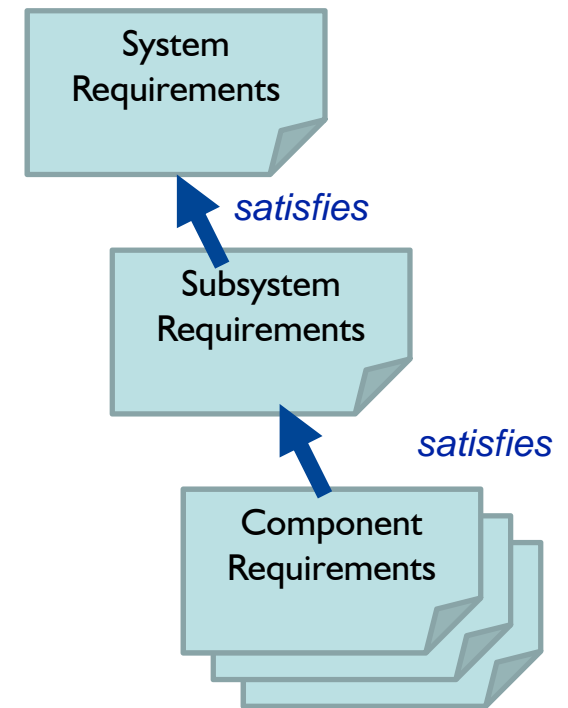 System
Requirements
satisfies
Subsystem
Requirements
satisfies
Component
Requirements